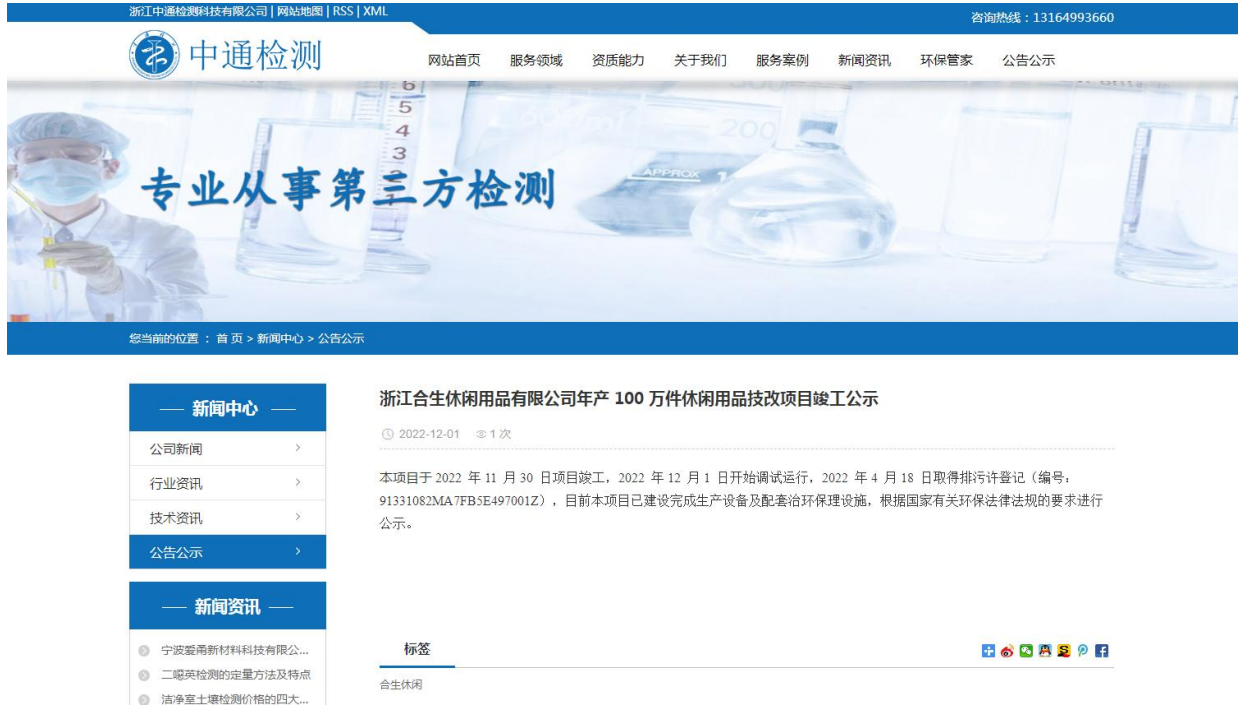 浙江中通检测科技有限公司 | 网站地图 | RSS | XML
咨询热线：13164993660
中通检测
网站首页 服务领域 资质能力 关于我们 服务案例 新闻资讯 环保管家 公告公示
6
5
4
3
600ml
200
APPROX 1
专业从事第三方检测
您当前的位置 ： 首 页 > 新闻中心 > 公告公示
新闻中心
公司新闻
行业资讯
技术资讯
公告公示
新闻资讯
宁波爱甬新材料科技有限公...
二噁英检测的定量方法及特点
洁净室土壤检测价格的四大...
浙江合生休闲用品有限公司年产 100 万件休闲用品技改项目竣工公示
2022-12-01 1 次
本项目于 2022 年 11 月 30 日项目竣工，2022 年 12 月 1 日开始调试运行，2022 年 4 月 18 日取得排污许登记（编号：
91331082MA7FB5E497001Z），目前本项目已建设完成生产设备及配套治环保理设施，根据国家有关环保法律法规的要求进行
公示。
标签
合生休闲